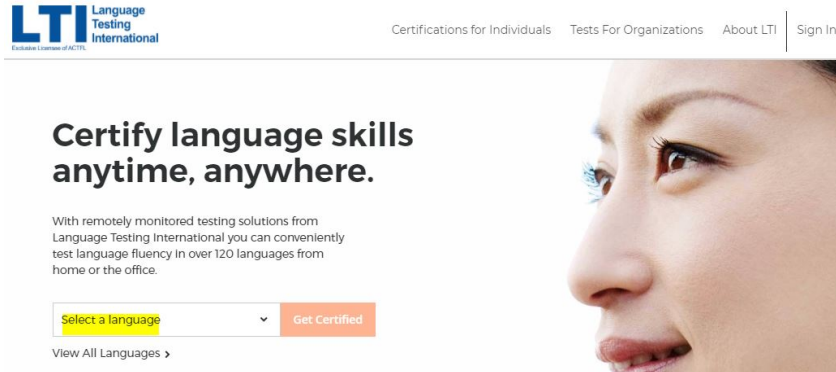 LTI
Language
Testing
International
Exclusive Licensee of ACTFL
Certifications for Individuals
Tests For Organizations
About LTI
Sign In
Certify language skills
anytime, anywhere.
With remotely monitored testing solutions from
Language Testing International you can conveniently
test language fluency in over 120 languages from
home or the office.
Select a language
Get Certified
View All Languages >